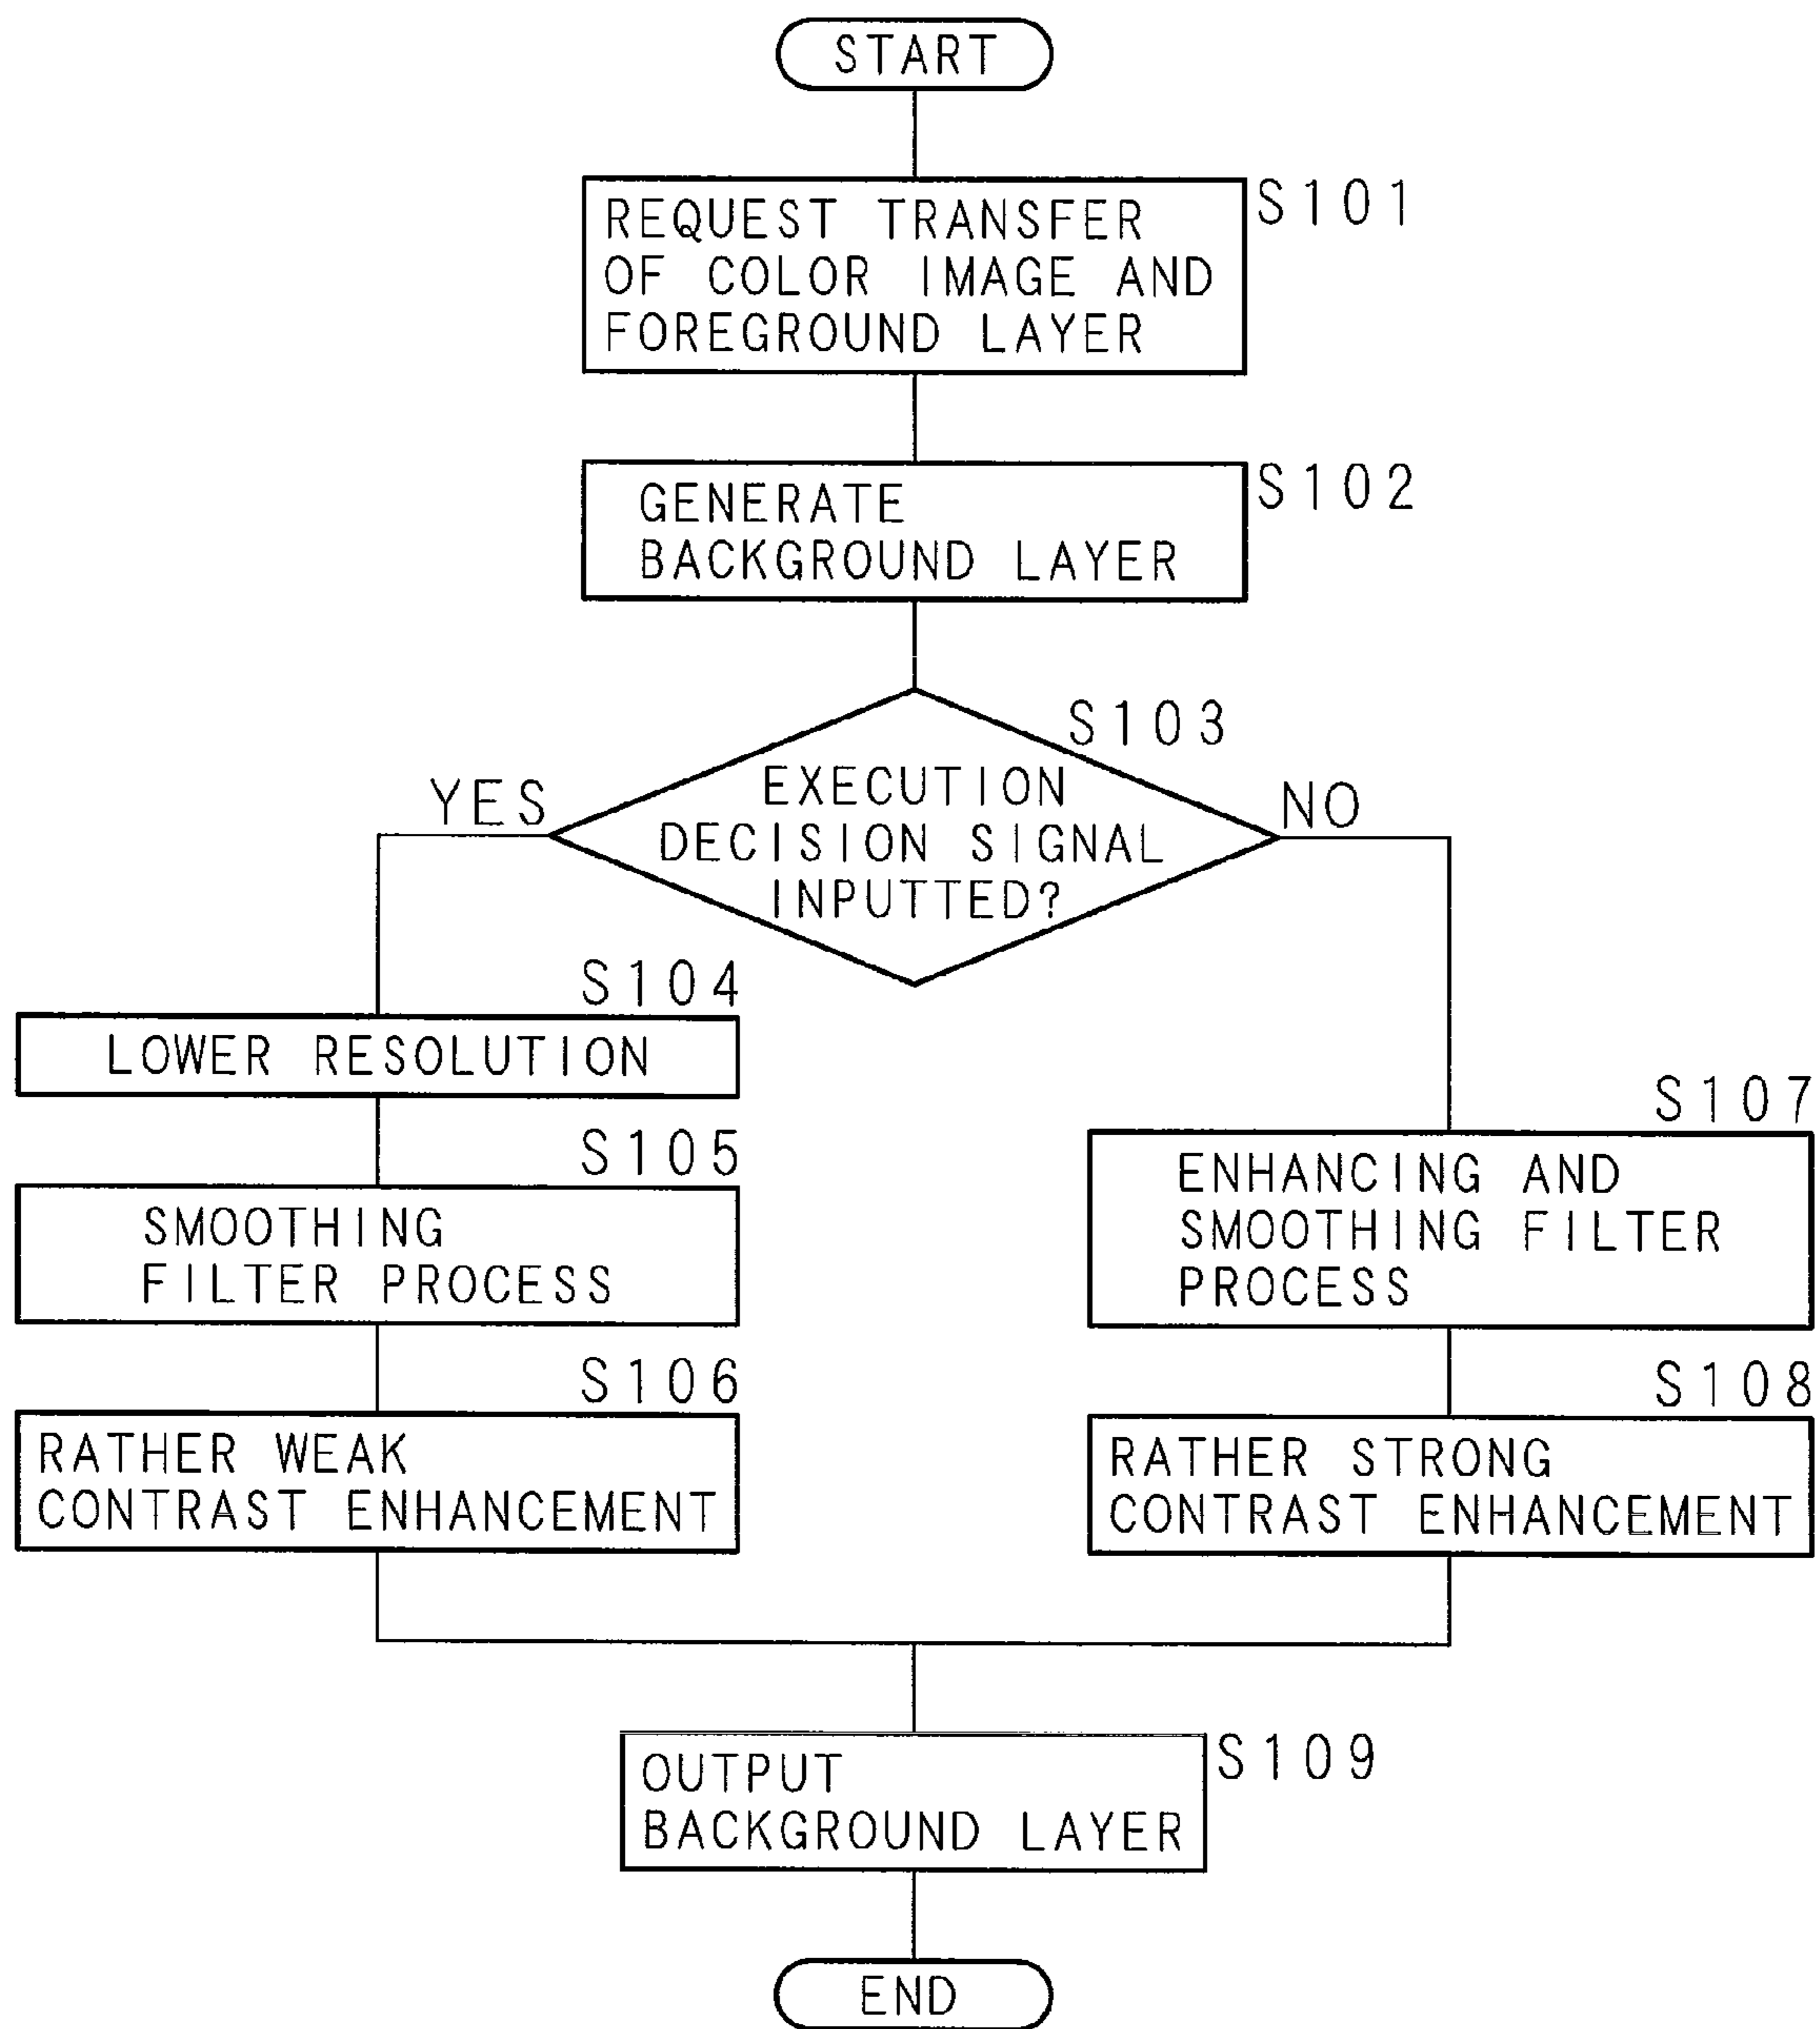 START
S101
REQUEST TRANSFER
OF COLOR IMAGE AND
FOREGROUND LAYER
S102
GENERATE
BACKGROUND LAYER
S103
EXECUTION
DECISION SIGNAL
INPUTTED?
YES
NO
S104
LOWER RESOLUTION
S105
SMOOTHING
FILTER PROCESS
S106
RATHER WEAK
CONTRAST ENHANCEMENT
S107
ENHANCING AND
SMOOTHING FILTER
PROCESS
S108
RATHER STRONG
CONTRAST ENHANCEMENT
S109
OUTPUT
BACKGROUND LAYER
END